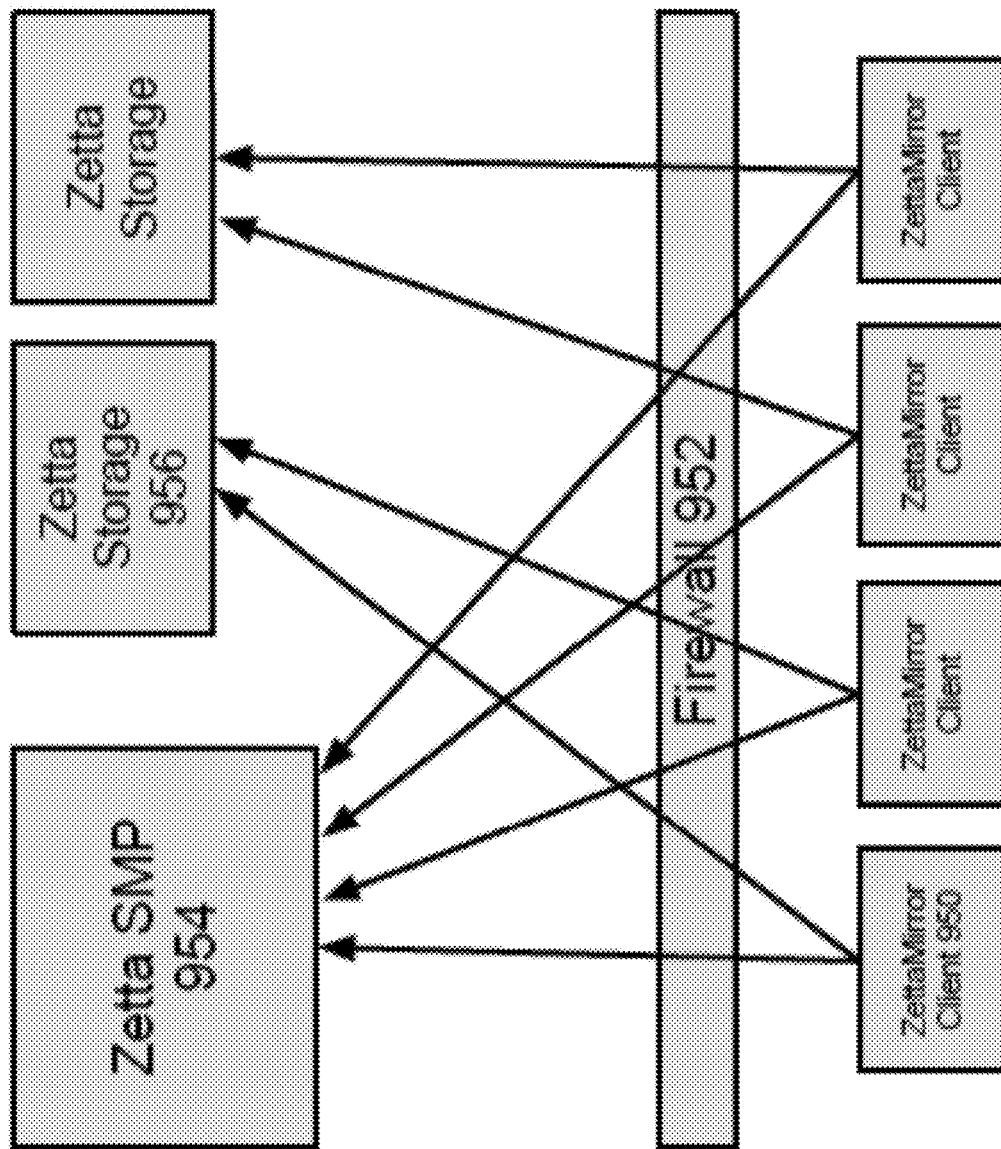 Zetta SMP
954
Zetta
Storage
956
Zetta
Storage
Firewall 952
ZettaMirror
Client 950
ZettaMirror
Client
ZettaMirror
Client
ZettaMirror
Client